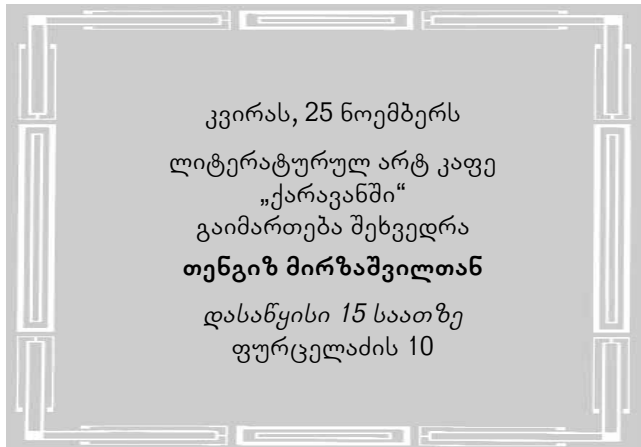 კვირას, 25 ნოემბერს
ლიტერატურულ არტ კაფე
„ქარავანში“
გაიმართება შეხვედრა
თენგიზ მირზაშვილთან
დასაწყისი 15 საათზე
ფურცელაძის 10